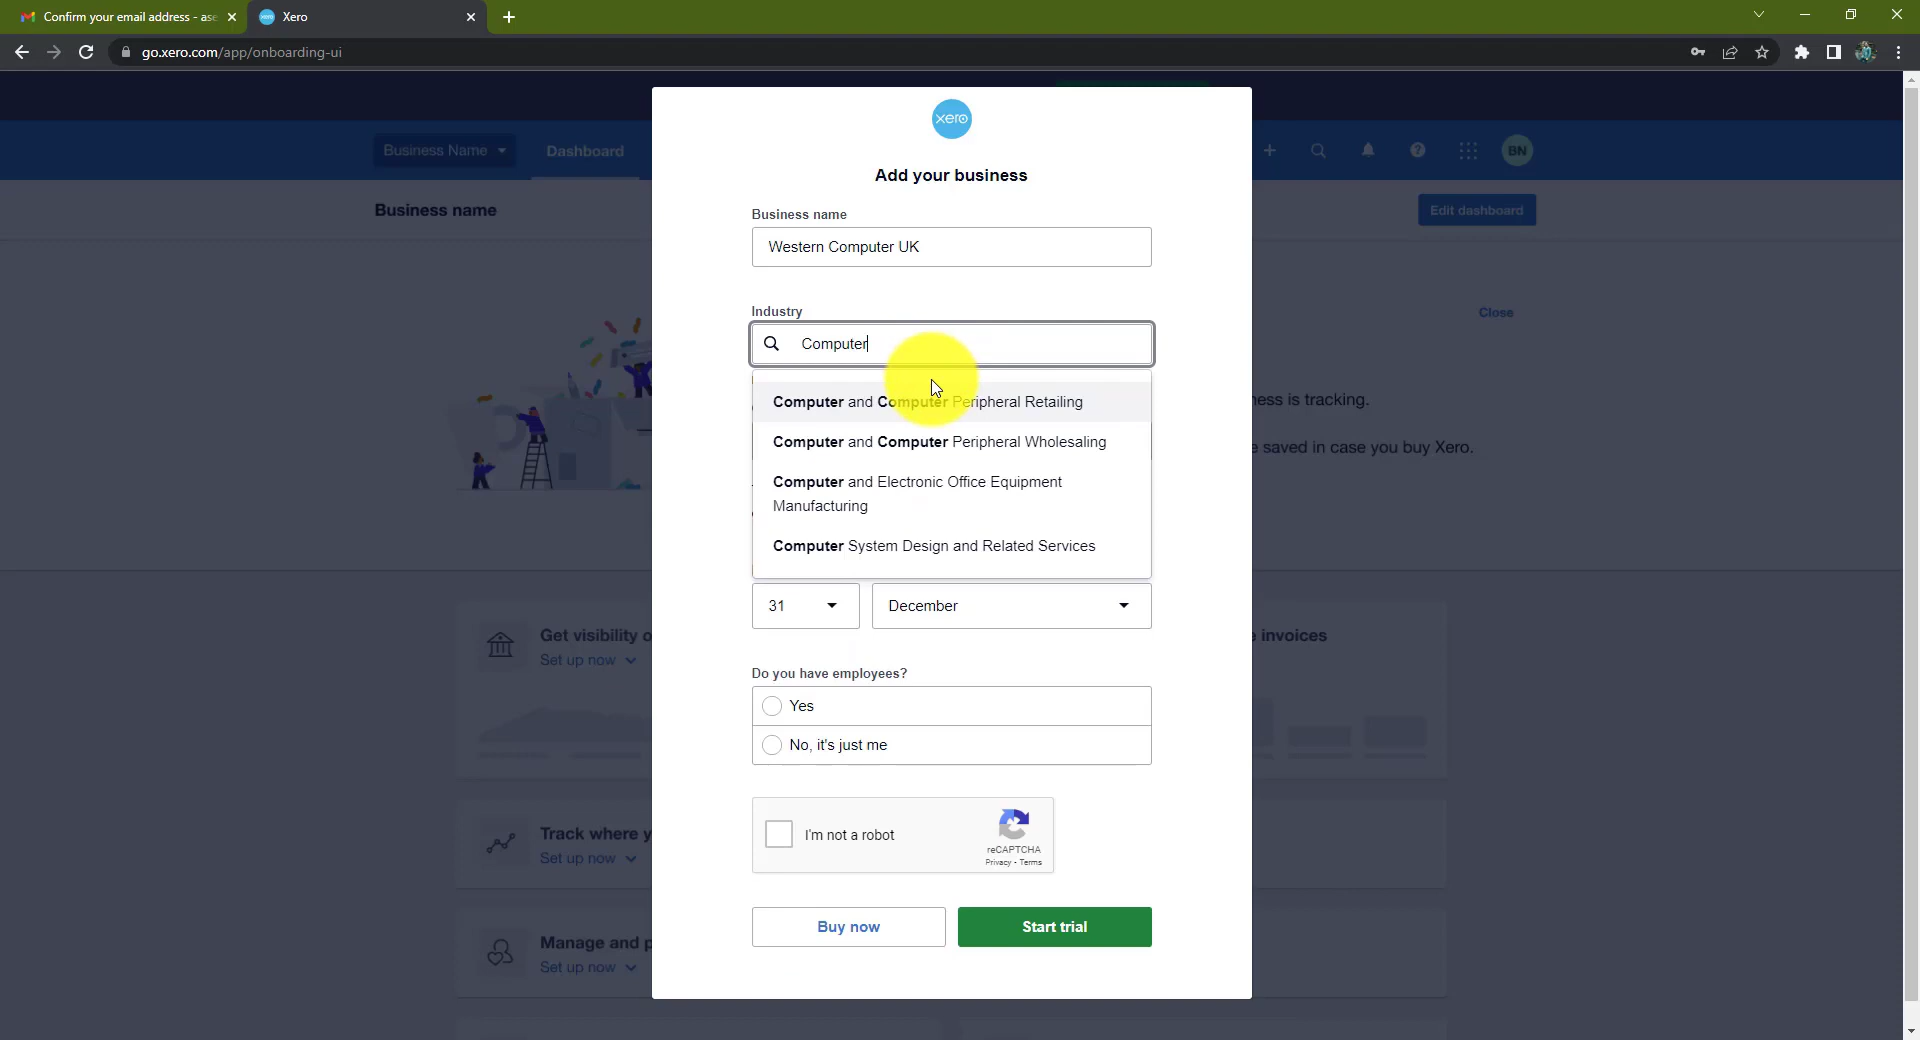 Confirm your email address - ase
Xero
go.xero.com/app/onboarding-ui
xero
Business Name
Dashboard
BN
Add your business
Business name
Edit dashboard
Business name
Western Computer UK
Industry
Close
Computer
Computer and Computer Peripheral Retailing
ness is tracking.
Computer and Computer Peripheral Wholesaling
e saved in case you buy Xero.
Computer and Electronic Office Equipment
Manufacturing
Computer System Design and Related Services
31
December
Get visibility o
e invoices
Set up now
Do you have employees?
Yes
No, it's just me
I'm not a robot
reCAPTCHA
Privacy - Terms
Track where y
Set up now
Buy now
Start trial
Manage and p
Set up now